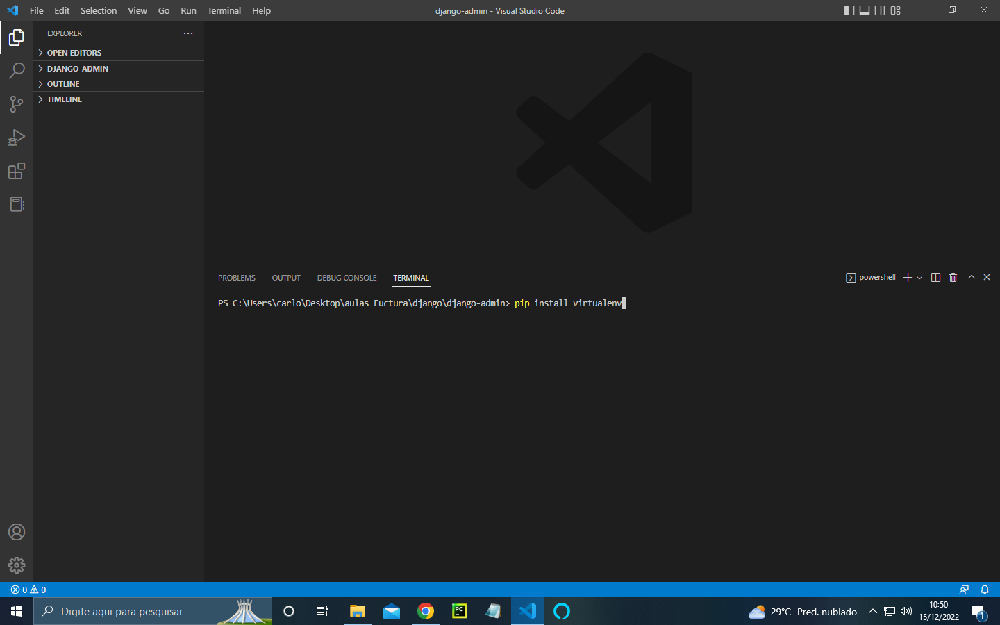 File Edit Selection View Go Run Terminal Help
django-admin - Visual Studio Code
EXPLORER
OPEN EDITORS
DJANGO-ADMIN
OUTLINE
TIMELINE
PROBLEMS OUTPUT DEBUG CONSOLE TERMINAL
powershell
PS C:\Users\carlo\Desktop\aulas Fuctura\django\django-admin> pip install virtualenv
0 0
Digite aqui para pesquisar
PC
29°C Pred. nublado
10:50
15/12/2022
1